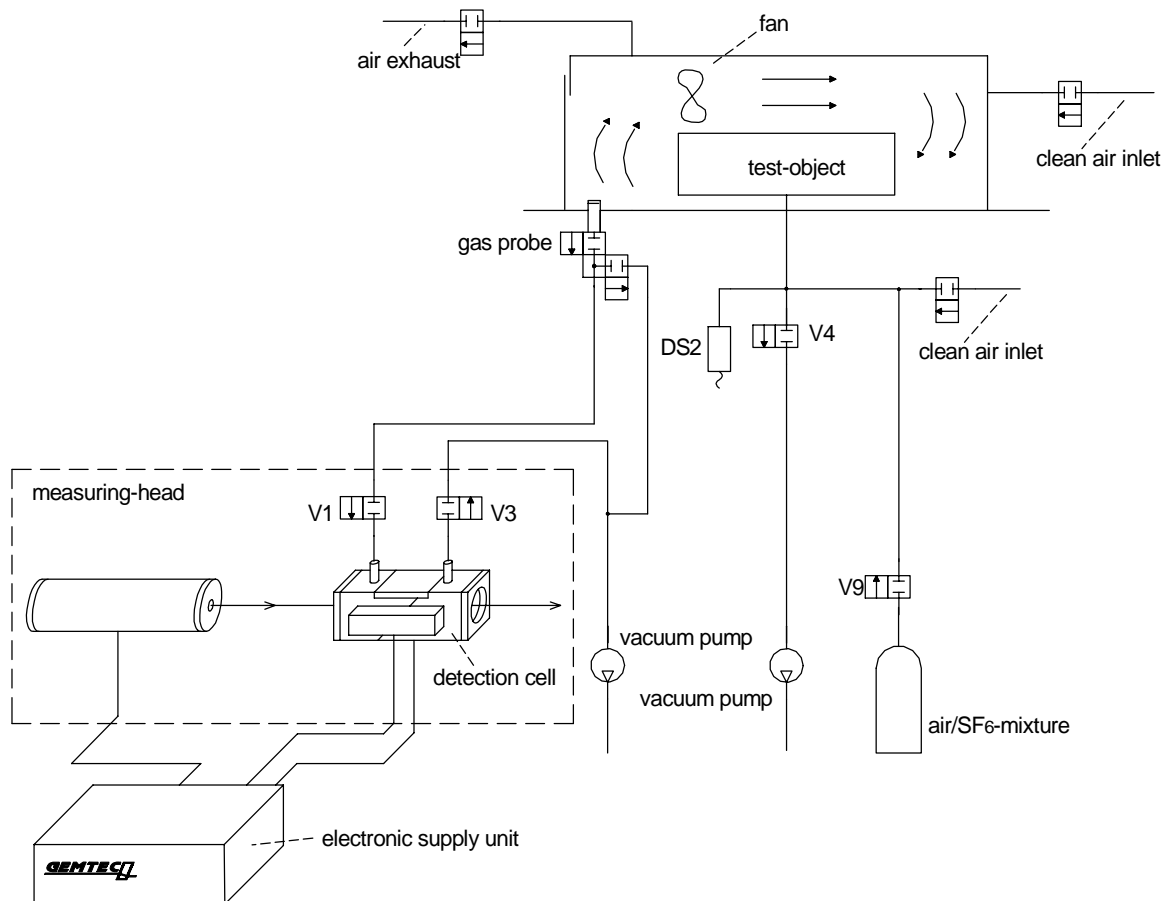 fan
air exhaust
clean air inlet
test-object
gas probe
DS2
V4
clean air inlet
measuring-head
V1
V3
V9
vacuum pump
detection cell
vacuum pump
air/SF6-mixture
electronic supply unit
GEMTEC